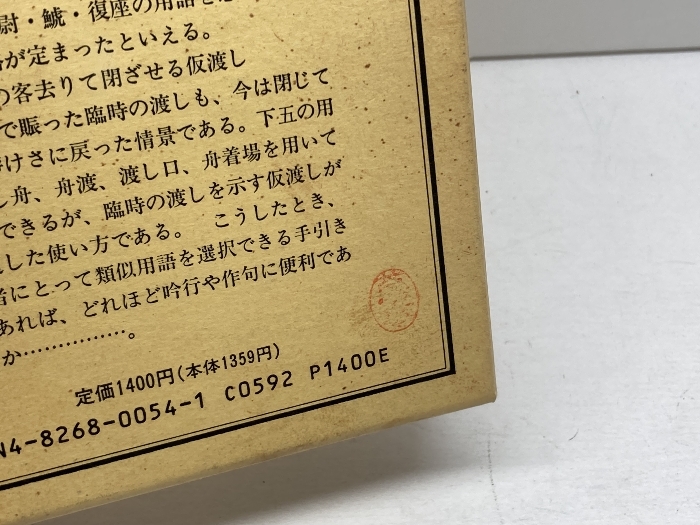 尉・鯱・復座の用語を
が定まったといえる。
の客去りて閉ざせる仮渡し
で賑った臨時の渡しも、今は閉じて
けさに戻った情景である。下五の用
し舟、舟渡、渡し口、舟着場を用いて
できるが、臨時の渡しを示す仮渡しが
した使い方である。 こうしたとき、
者にとって類似用語を選択できる手引き
あれば、どれほど吟行や作句に便利であ
か……………。
定価1400円(本体1359円)
N4-8268-0054-1 C0592 P1400E